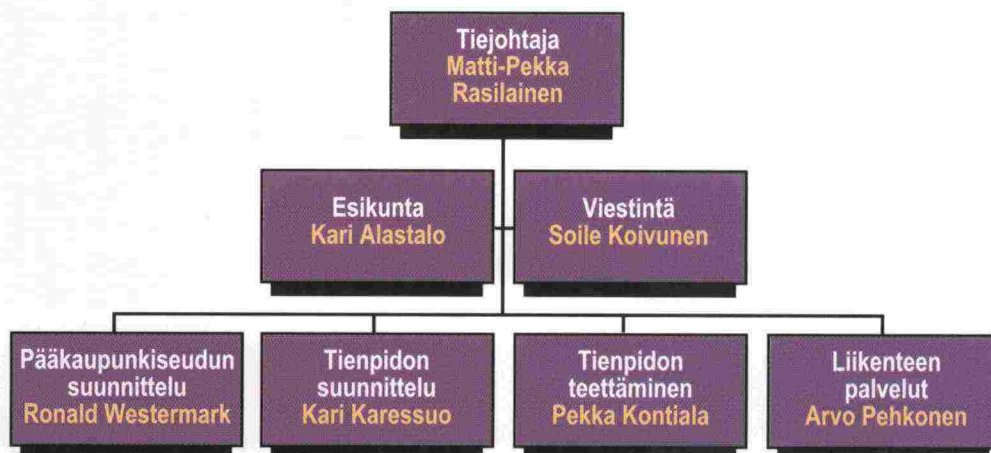 Tiejohtaja
Matti-Pekka
Rasilainen
Esikunta
Kari Alastalo
Viestintä
Soile Koivunen
Pääkaupunkiseudun
suunnittelu
Ronald Westermark
Tienpidon
suunnittelu
Kari Karessuo
Tienpidon
teettäminen
Pekka Kontiala
Liikenteen
palvelut
Arvo Pehkonen